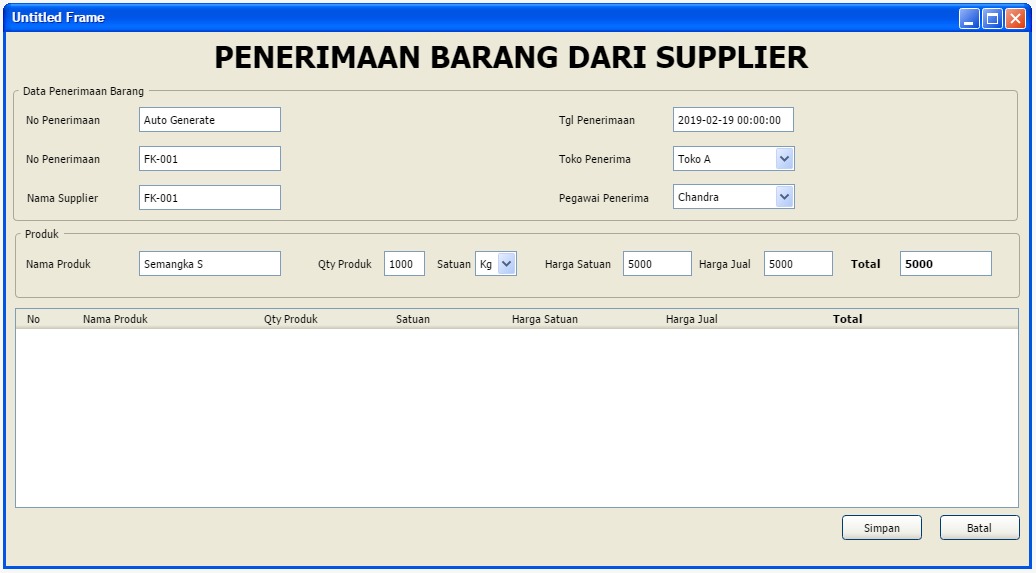 Untitled Frame
PENERIMAAN BARANG DARI SUPPLIER
Data Penerimaan Barang
No Penerimaan Auto Generate Tgl Penerimaan 2019-02-19 00:00:00
No Penerimaan FK-001 Toko Penerima Toko A
Nama Supplier FK-001 Pegawai Penerima Chandra
Produk
Nama Produk Semangka S Qty Produk 1000 Satuan Kg Harga Satuan 5000 Harga Jual 5000 Total 5000
No Nama Produk Qty Produk Satuan Harga Satuan Harga Jual Total
Simpan Batal